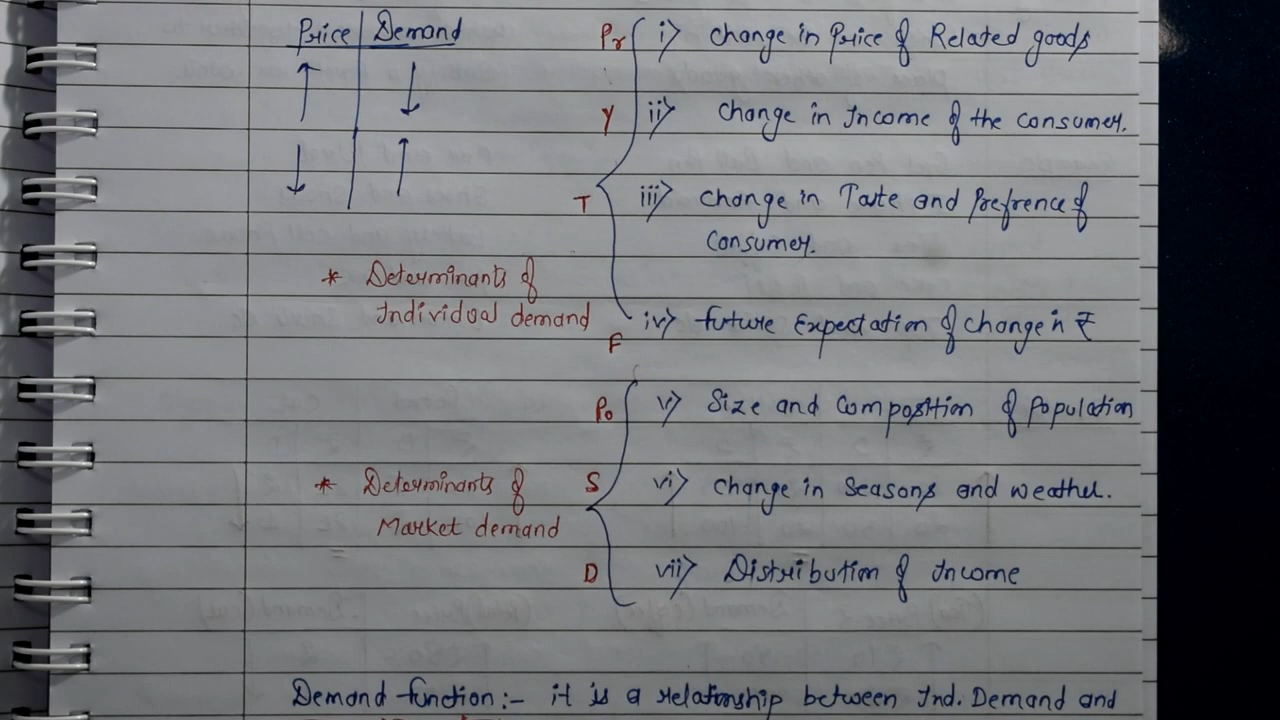 Price Demand
↑ ↓
↓ ↑
Pr i) change in Price of Related goods
Y ii) change in Income of the consumer.
T iii) change in Taste and Prefrence of
consumer.
* Determinants of
Individual demand
iv) future Expectation of change in ₹
F
Po v) Size and Composition of Population
* Determinants of
Market demand
S vi) change in Seasons and weather.
D vii) Distribution of Income
Demand function:- it is a relationship between Ind. Demand and